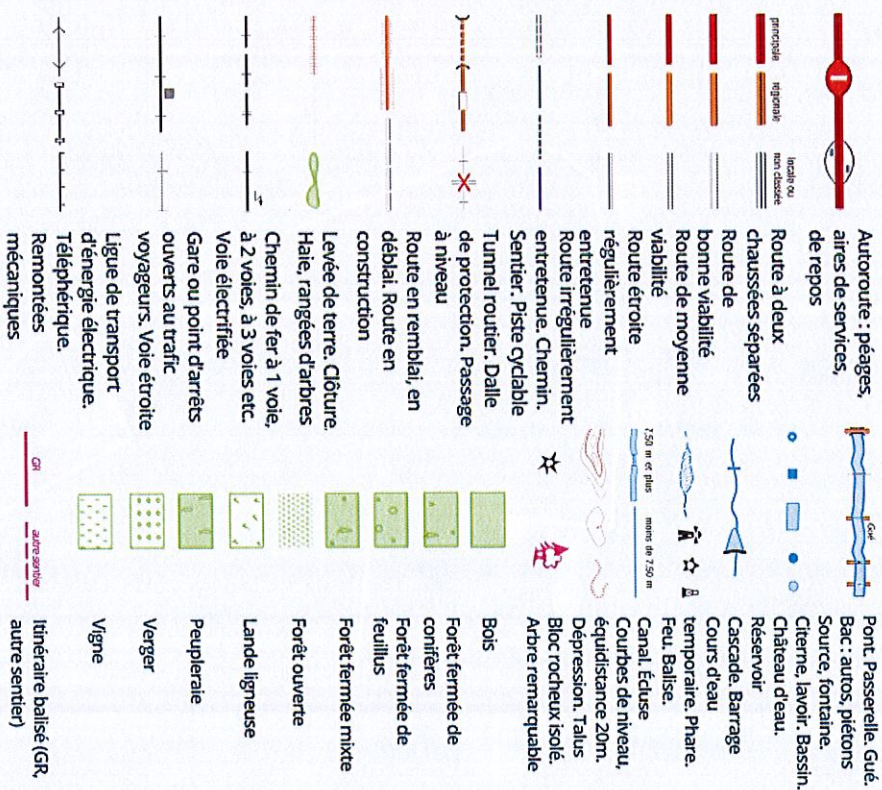 principale
régionale
locale ou
non classée
Autoroute : péages,
aires de services,
de repos
Route à deux
chaussées séparées
Route de
bonne viabilité
Route de moyenne
viabilité
Route étroite
régulièrement
entretenue
Route irrégulièrement
entretenue. Chemin.
Sentier. Piste cyclable
Tunnel routier. Dalle
de protection. Passage
à niveau
Route en remblai, en
déblai. Route en
construction
Levée de terre. Clôture.
Haie, rangées d'arbres
Chemin de fer à 1 voie,
à 2 voies, à 3 voies etc.
Voie électrifiée
Gare ou point d'arrêts
ouverts au trafic
voyageurs. Voie étroite
Ligne de transport
d'énergie électrique.
Téléphérique.
Remontées
mécaniques
Gué
Pont. Passerelle. Gué.
Bac : autos, piétons
Source, fontaine.
Citerne, lavoir, Bassin.
Château d'eau.
Réservoir
Cascade. Barrage
Cours d'eau
temporaire. Phare.
Feu. Balise.
7,50 m et plus
moins de 7,50 m
Canal. Écluse
Courbes de niveau,
équidistance 20m.
Dépression. Talus
Bloc rocheux isolé.
Arbre remarquable
Bois
Forêt fermée de
conifères
Forêt fermée de
feuillus
Forêt fermée mixte
Forêt ouverte
Lande ligneuse
Peupleraie
Verger
Vigne
GR
autre sentier
Itinéraire balisé (GR,
autre sentier)